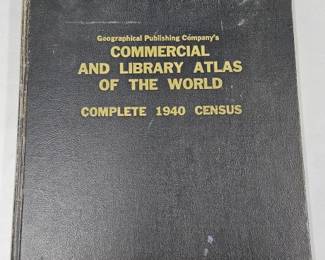 Geographical Publishing Company's
COMMERCIAL
AND LIBRARY ATLAS
OF THE WORLD
COMPLETE 1940 CENSUS